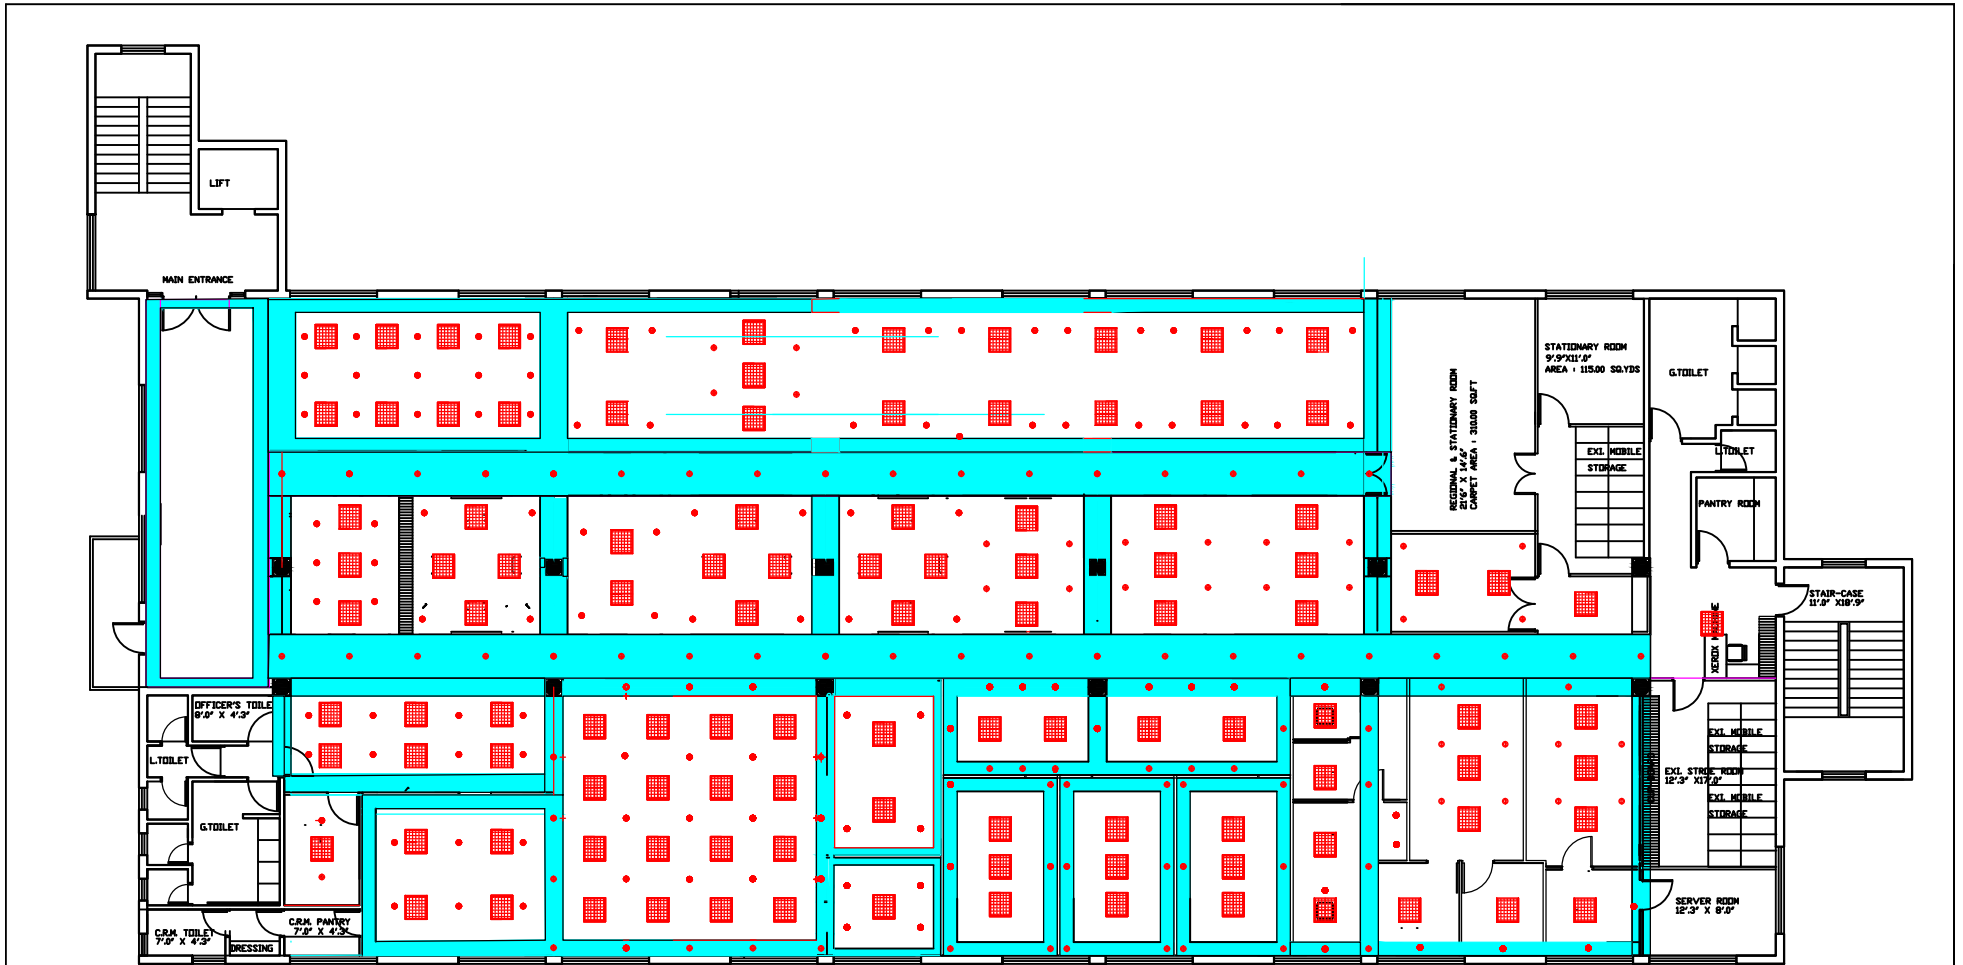 LIFT
MAIN ENTRANCE
STATIONARY ROOM
9'.9"X11'.0"
AREA : 115.00 SQ.YDS
G.TOILET
REGIONAL & STATIONARY ROOM
21'6" X 14'.6"
CARPET AREA : 310.00 SQ.FT
EXI. MOBILE
STORAGE
L.TOILET
PANTRY ROOM
STAIR-CASE
11'.0" X18'.9"
XEROX
OFFICER'S TOILE
8'.0" X 4'.3"
L.TOILET
G.TOILET
EXI. MOBILE
STORAGE
EXI. STROE ROOM
12'.3" X17'.0"
EXI. MOBILE
STORAGE
SERVER ROOM
12'.3" X 8'.0"
C.R.M. PANTRY
7'.0" X 4'.3"
C.R.M. TOILET
7'.0" X 4'.3"
DRESSING